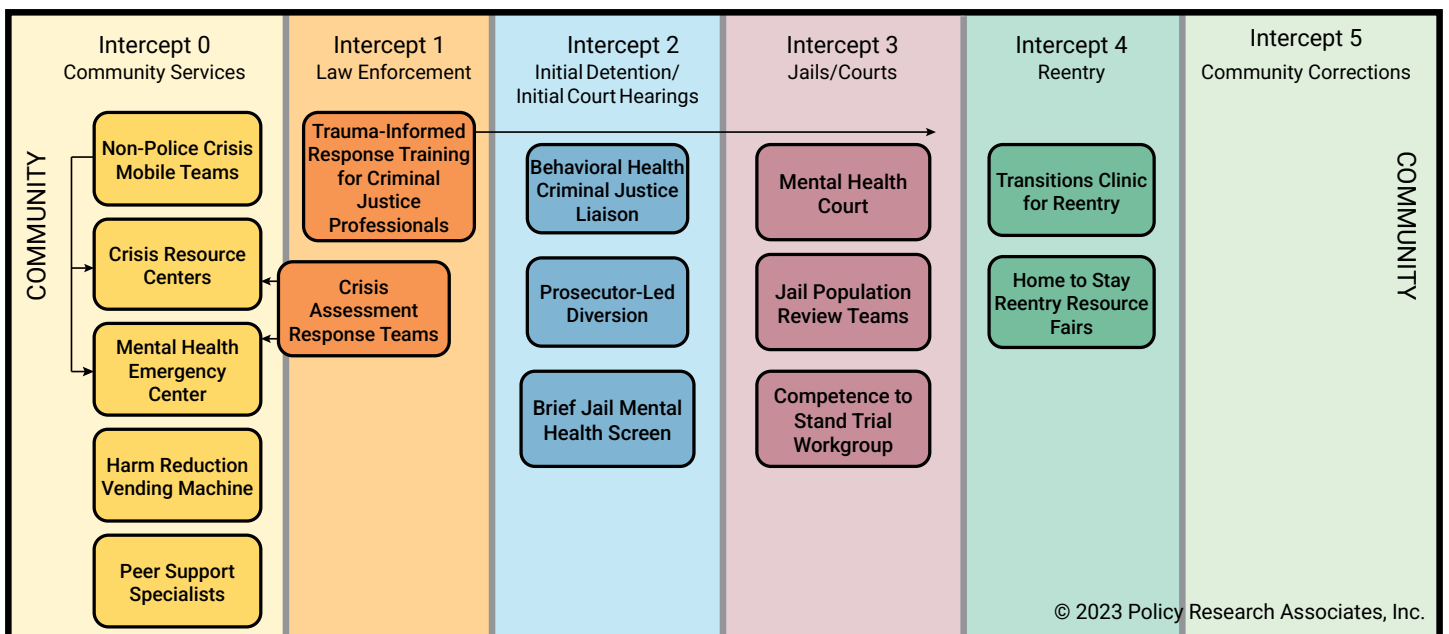 COMMUNITY
Intercept 0
Community Services
Non-Police Crisis
Mobile Teams
Crisis Resource
Centers
Mental Health
Emergency
Center
Harm Reduction
Vending Machine
Peer Support
Specialists
Intercept 1
Law Enforcement
Trauma-Informed
Response Training
for Criminal
Justice
Professionals
Crisis
Assessment
Response Teams
Intercept 2
Initial Detention/
Initial Court Hearings
Behavioral Health
Criminal Justice
Liaison
Prosecutor-Led
Diversion
Brief Jail Mental
Health Screen
Intercept 3
Jails/Courts
Mental Health
Court
Jail Population
Review Teams
Competence to
Stand Trial
Workgroup
Intercept 4
Reentry
Transitions Clinic
for Reentry
Home to Stay
Reentry Resource
Fairs
Intercept 5
Community Corrections
COMMUNITY
© 2023 Policy Research Associates, Inc.